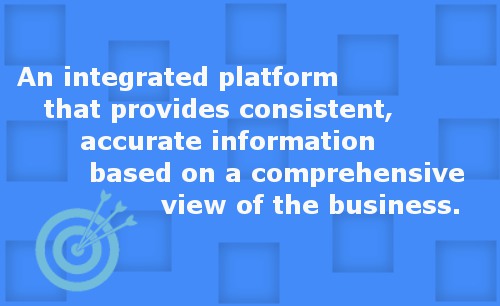 An integrated platform
that provides consistent,
accurate information
based on a comprehensive
view of the business.